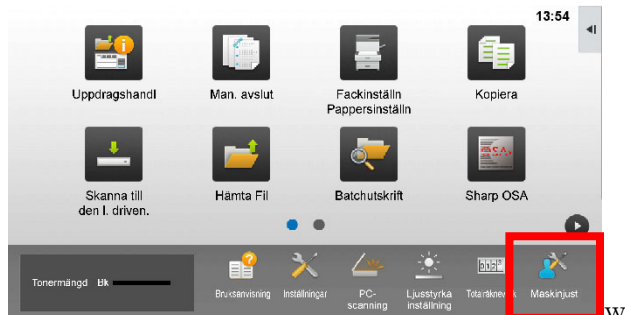 13:54
Uppdragshandl
Man. avslut
Fackinställn
Pappersinställn
Kopiera
Skanna till
den l. driven.
Hämta Fil
Batchutskrift
Sharp OSA
Tonermängd Bk
Bruksanvisning
Inställningar
PC-
scanning
Ljusstyrka
inställning
Maskinjust
w